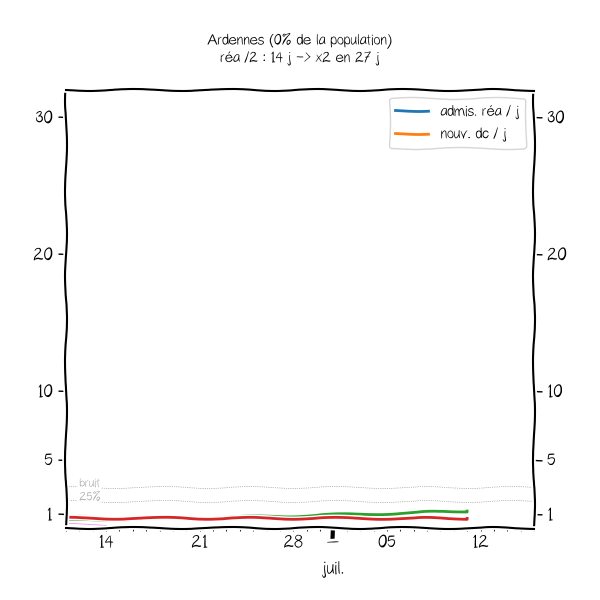 Ardennes (0% de la population)
réa /2 : 14 j -> x2 en 27 j
admis. réa / j
nouv. dc / j
30
30
20
20
10
10
5
5
bruit
25%
1
1
14
21
28
1
05
12
juil.